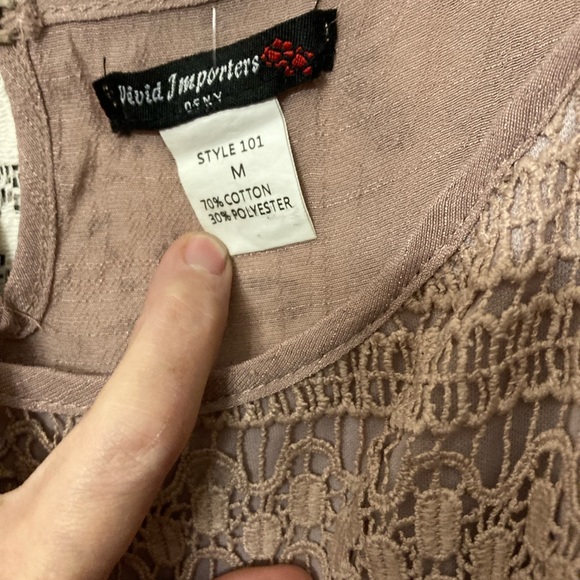 Vivid Importers
DENY
STYLE 101
M
70% COTTON
30% POLYESTER